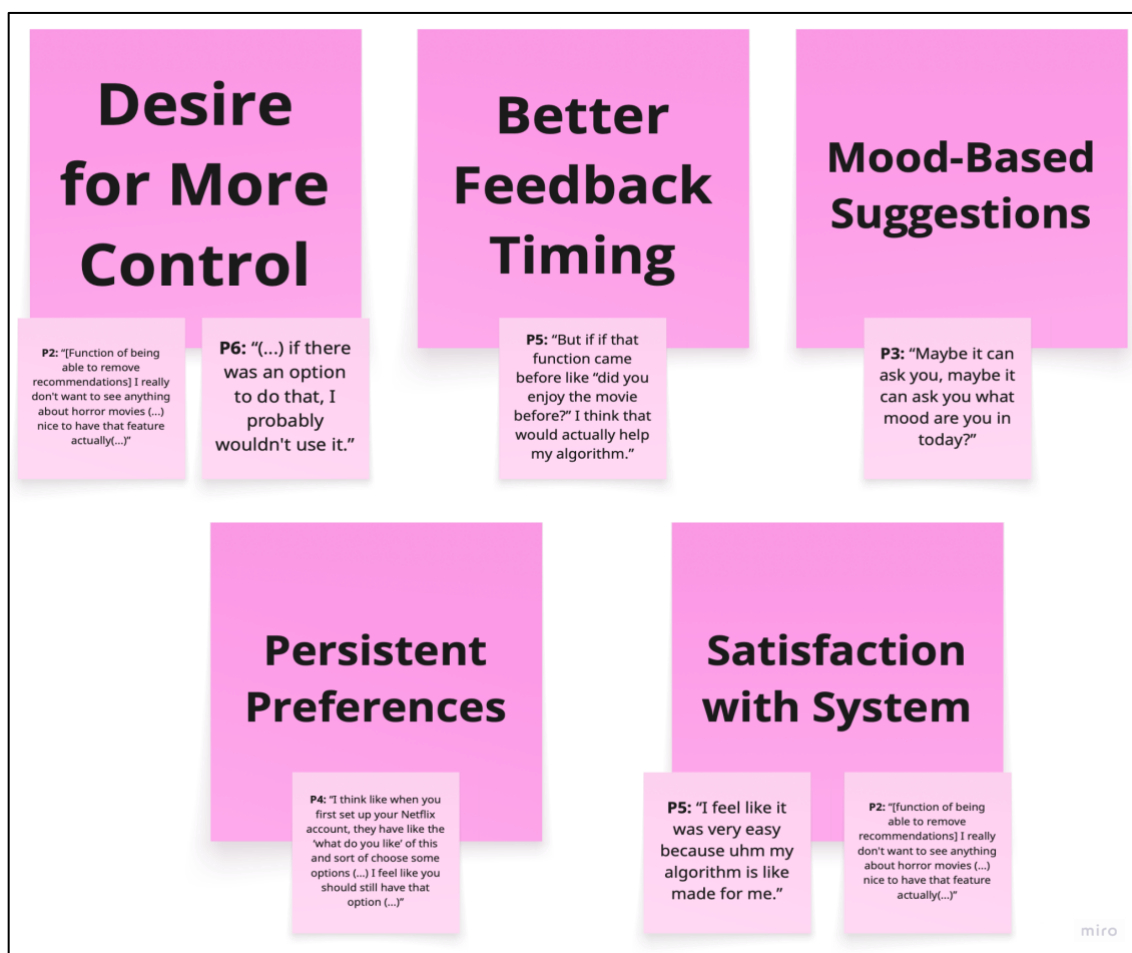 Desire
for More
Control
P2: “[Function of being
able to remove
recommendations] I really
don't want to see anything
about horror movies (...)
nice to have that feature
actually(...)”
P6: “(...) if there
was an option
to do that, I
probably
wouldn't use it.”
Better
Feedback
Timing
P5: “But if if that
function came
before like “did you
enjoy the movie
before?” I think that
would actually help
my algorithm.”
Mood-Based
Suggestions
P3: “Maybe it can
ask you, maybe it
can ask you what
mood are you in
today?”
Persistent
Preferences
P4: “I think like when you
first set up your Netflix
account, they have like the
‘what do you like’ of this
and sort of choose some
options (...) I feel like you
should still have that
option (...)”
Satisfaction
with System
P5: “I feel like it
was very easy
because uhm my
algorithm is like
made for me.”
P2: “[function of being
able to remove
recommendations] I really
don't want to see anything
about horror movies (...)
nice to have that feature
actually(...)”
miro